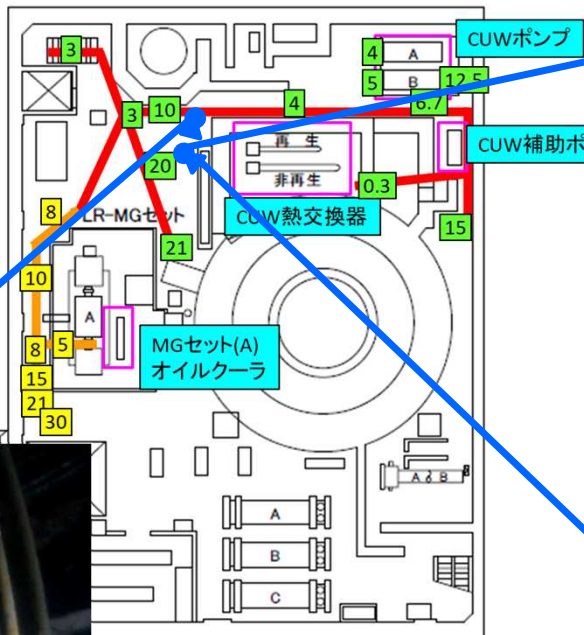 CUWポンプ
3
4
A
5
B
12.5
6.7
3
10
4
再生
非再生
CUW補助ポ
20
0.3
8
LR-MGセット
CUW熱交換器
15
21
10
A
8
5
MGセット(A)
オイルクーラ
15
21
30
A
B
A
B
C